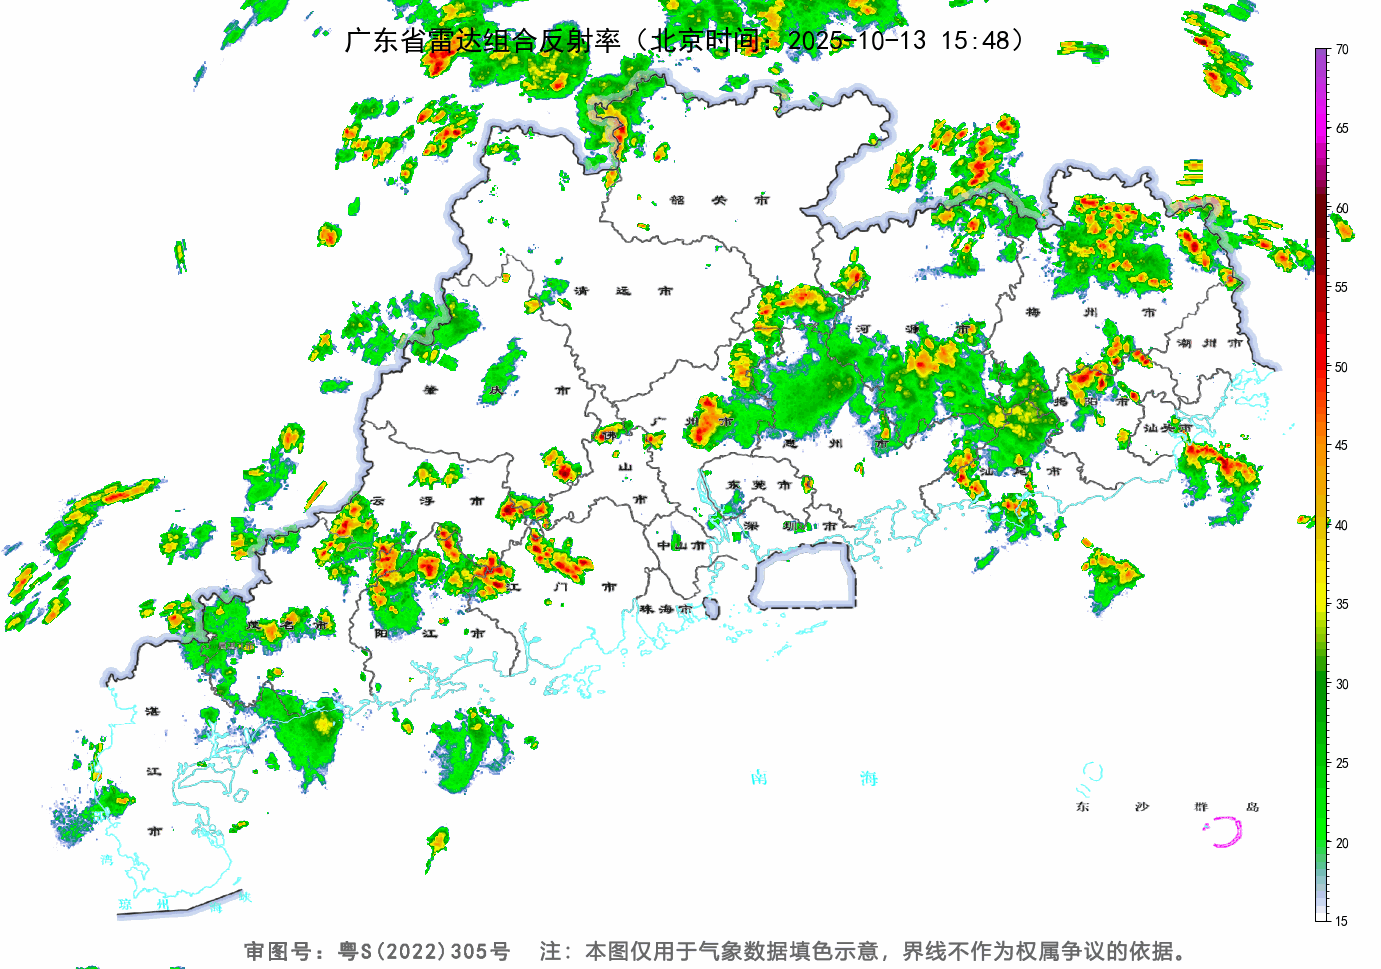 广东省雷达组合反射率（北京时间：2025-10-13 15:48）
70
65
60
55
50
45
40
35
30
25
20
15
韶关市
清远市
河源市
梅州市
潮州市
肇庆市
广州市
惠州市
揭阳市
汕头市
汕尾市
佛山市
东莞市
深圳市
中山市
云浮市
江门市
珠海市
阳江市
茂名市
湛江市
南海
东沙群岛
湾
琼州海峡
审图号：粤S(2022)305号 注：本图仅用于气象数据填色示意，界线不作为权属争议的依据。